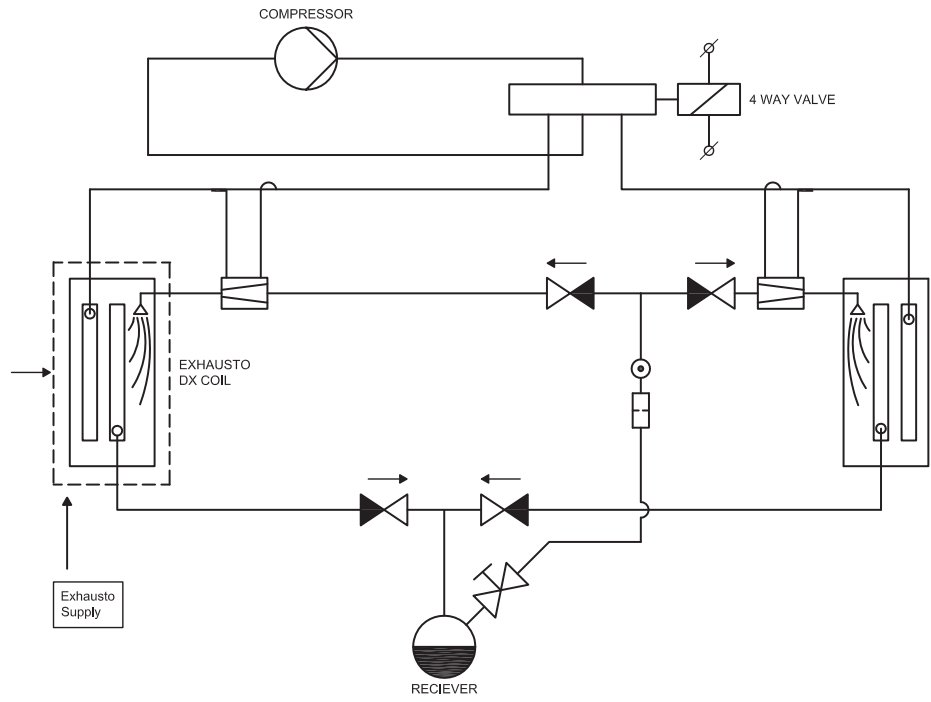 COMPRESSOR
4 WAY VALVE
EXHAUSTO
DX COIL
Exhausto
Supply
RECIEVER